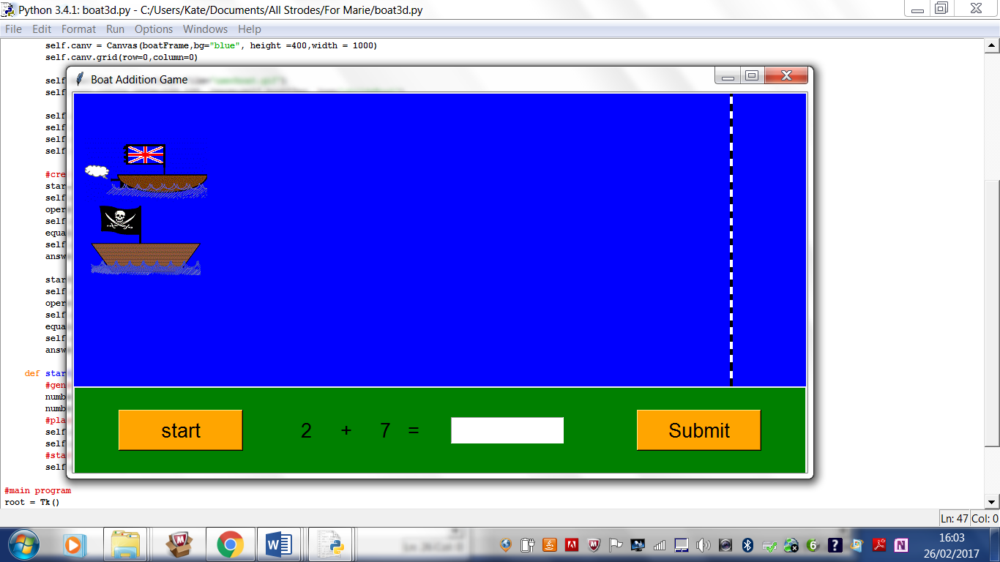 Python 3.4.1: boat3d.py - C:/Users/Kate/Documents/All Strodes/For Marie/boat3d.py
File Edit Format Run Options Windows Help
self.canv = Canvas(boatFrame,bg="blue", height =400,width = 1000)
self.canv.grid(row=0,column=0)
Boat Addition Game
self
self
self
self
self
self
#cre
star
self
oper
self
equa
self
answ
star
self
oper
self
equa
self
answ
def star
#gen
numb
numb
#pla
self
self
#sta
self
start 2 + 7 = Submit
#main program
root = Tk()
Ln: 47 Col: 0
16:03
26/02/2017